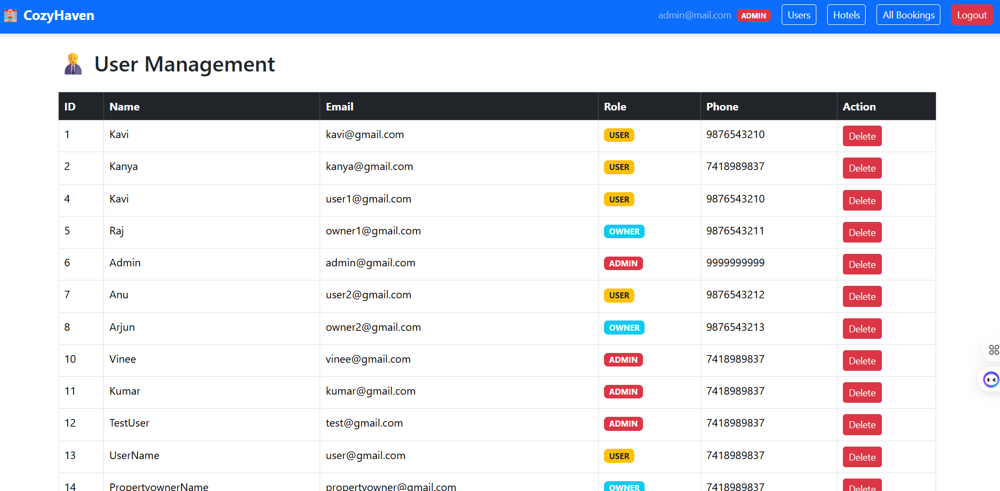 CozyHaven admin@mail.com ADMIN Users Hotels All Bookings Logout
User Management
ID Name Email Role Phone Action
1 Kavi kavi@gmail.com USER 9876543210 Delete
2 Kanya kanya@gmail.com USER 7418989837 Delete
4 Kavi user1@gmail.com USER 9876543210 Delete
5 Raj owner1@gmail.com OWNER 9876543211 Delete
6 Admin admin@gmail.com ADMIN 9999999999 Delete
7 Anu user2@gmail.com USER 9876543212 Delete
8 Arjun owner2@gmail.com OWNER 9876543213 Delete
10 Vinee vinee@gmail.com ADMIN 7418989837 Delete
11 Kumar kumar@gmail.com ADMIN 7418989837 Delete
12 TestUser test@gmail.com ADMIN 7418989837 Delete
13 UserName user@gmail.com USER 7418989837 Delete
14 PropertyownerName propertyowner@gmail.com OWNER 7418989837 Delete